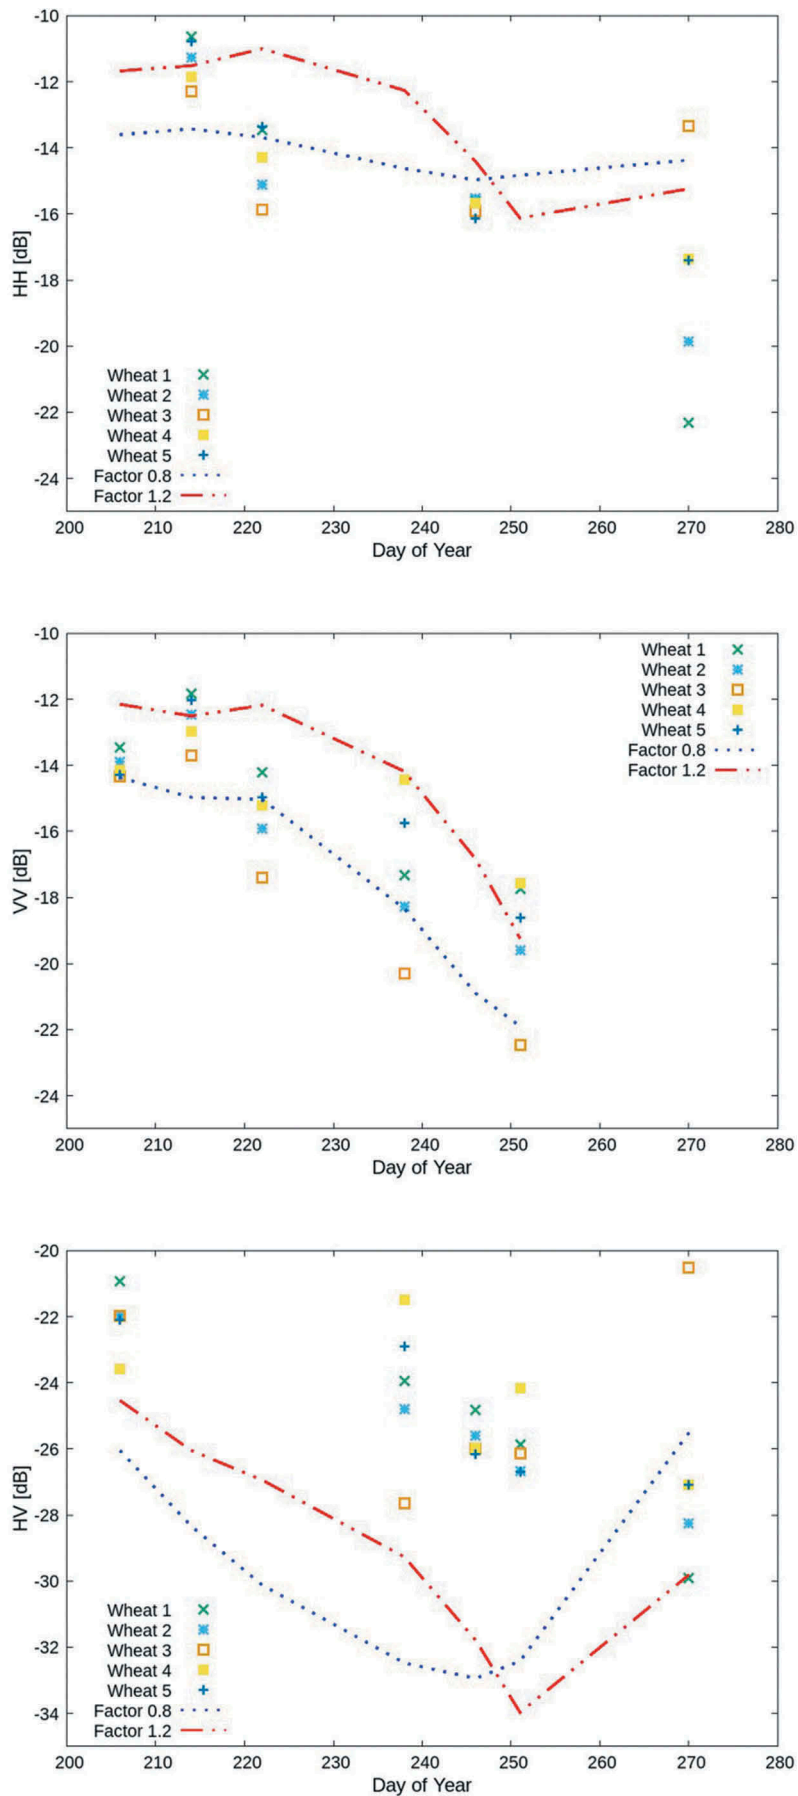 -10
-12
-14
-16
-18
-20
-22
-24
HH [dB]
Wheat 1
Wheat 2
Wheat 3
Wheat 4
Wheat 5
Factor 0.8
Factor 1.2
200 210 220 230 240 250 260 270 280
Day of Year
-10
-12
-14
-16
-18
-20
-22
-24
VV [dB]
Wheat 1
Wheat 2
Wheat 3
Wheat 4
Wheat 5
Factor 0.8
Factor 1.2
200 210 220 230 240 250 260 270 280
Day of Year
-20
-22
-24
-26
-28
-30
-32
-34
HV [dB]
Wheat 1
Wheat 2
Wheat 3
Wheat 4
Wheat 5
Factor 0.8
Factor 1.2
200 210 220 230 240 250 260 270 280
Day of Year